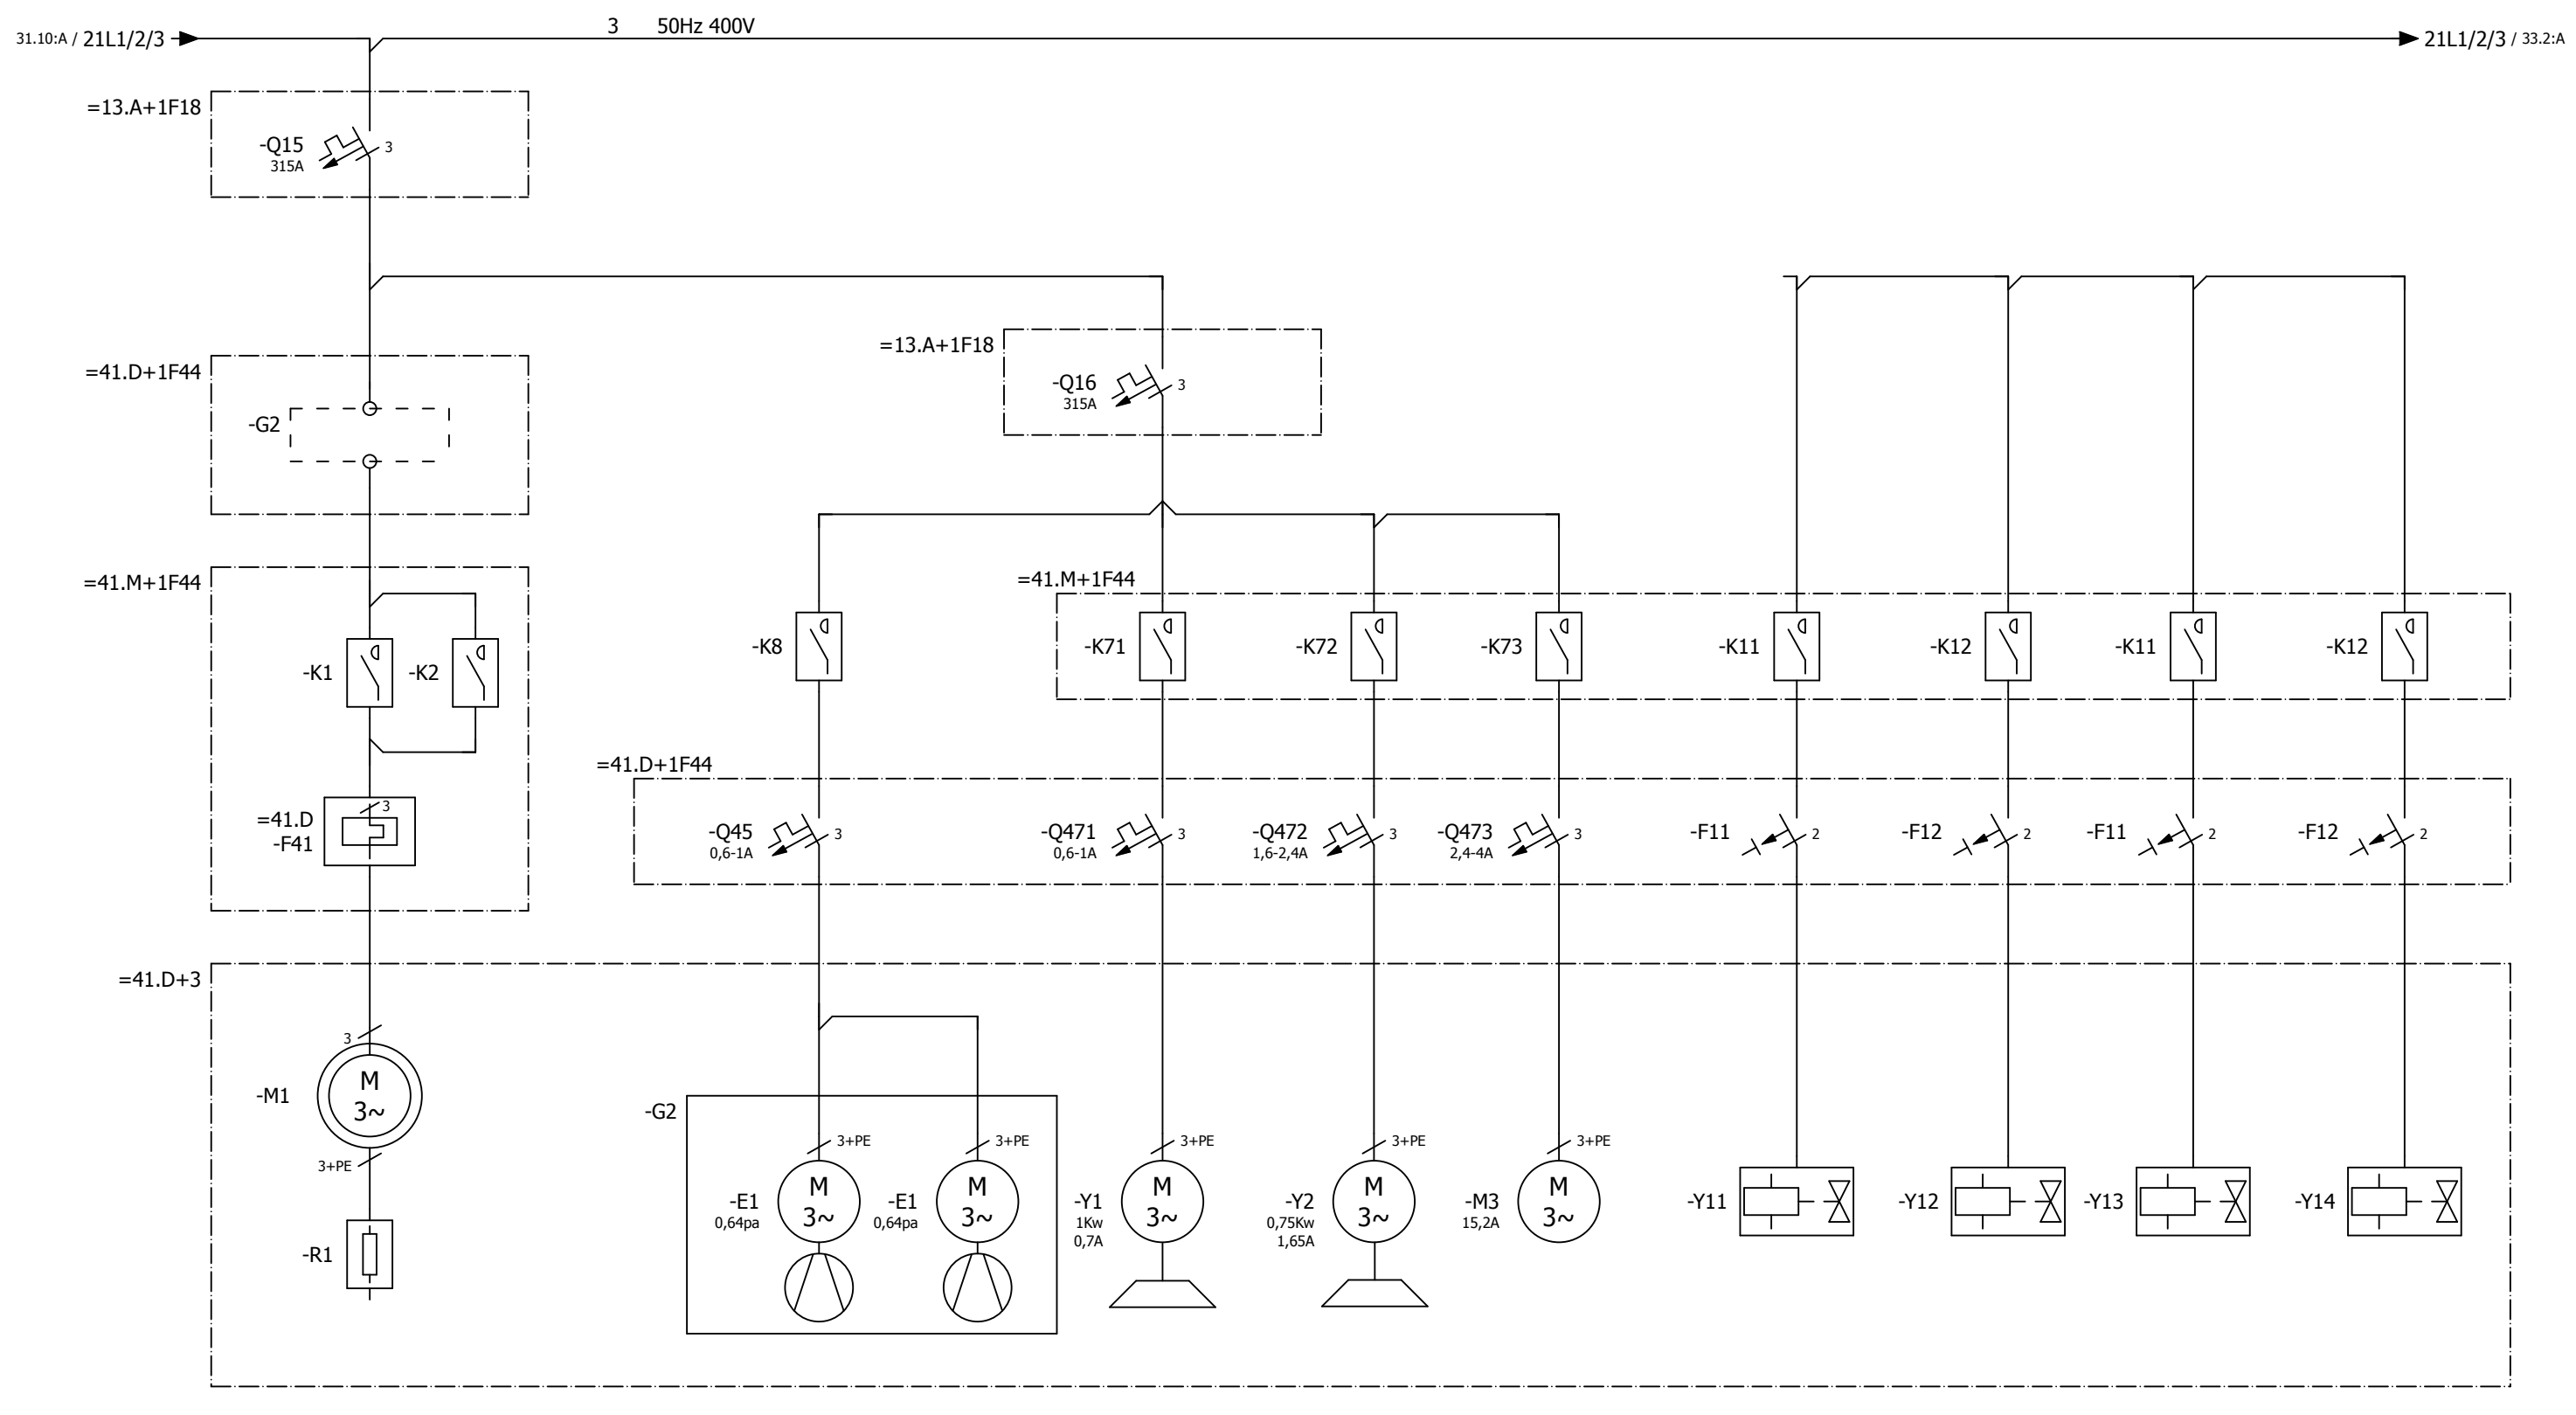 3 50Hz 400V
31.10:A / 21L1/2/3
21L1/2/3 / 33.2:A
=13.A+1F18
-Q15
315A
3
=13.A+1F18
-Q16
315A
3
=41.D+1F44
-G2
=41.M+1F44
-K1
-K2
=41.D
-F41
3
=41.M+1F44
-K8
-K71
-K72
-K73
-K11
-K12
-K11
-K12
=41.D+1F44
-Q45
0,6-1A
3
-Q471
0,6-1A
3
-Q472
1,6-2,4A
3
-Q473
2,4-4A
3
-F11
2
-F12
2
-F11
2
-F12
2
=41.D+3
3
-M1
M
3~
3+PE
-R1
-G2
3+PE
-E1
0,64pa
M
3~
3+PE
-E1
0,64pa
M
3~
3+PE
-Y1
1Kw
0,7A
M
3~
3+PE
-Y2
0,75Kw
1,65A
M
3~
3+PE
-M3
15,2A
M
3~
-Y11
-Y12
-Y13
-Y14